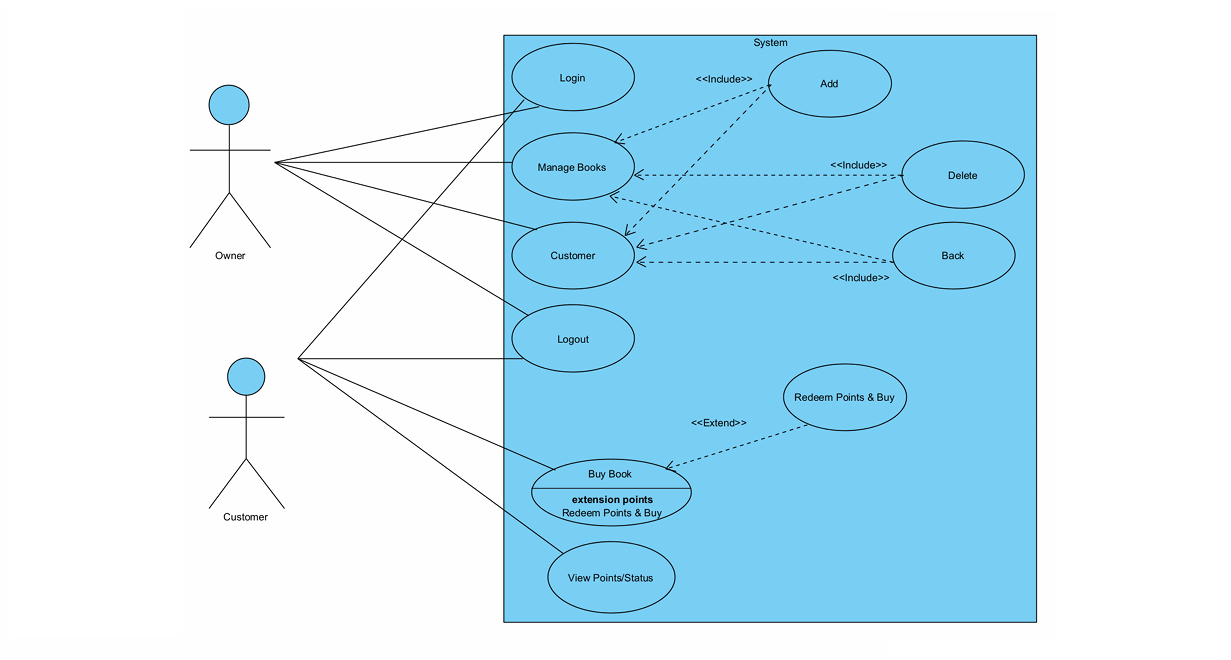 System
Login
<<Include>>
Add
Manage Books
<<Include>>
Delete
Owner
Customer
Back
<<Include>>
Logout
Redeem Points & Buy
<<Extend>>
Buy Book
extension points
Redeem Points & Buy
Customer
View Points/Status